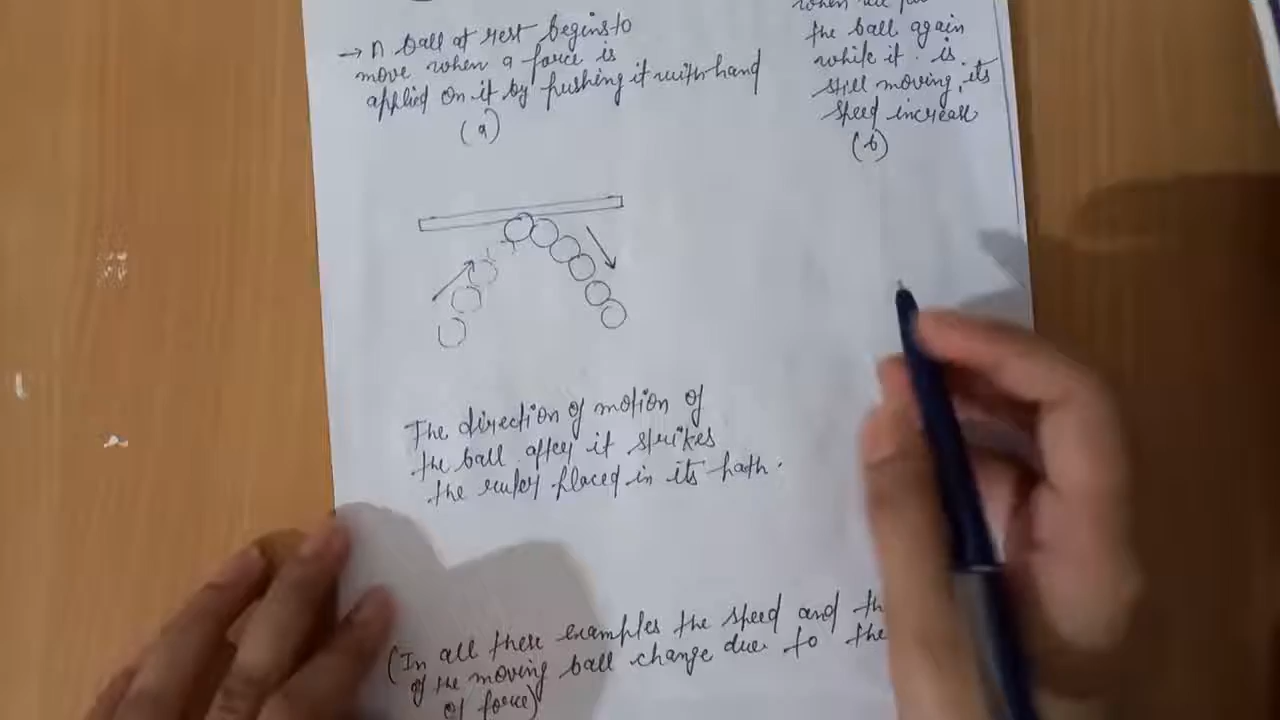 → A ball at rest begins to
move when a force is
applied on it by pushing it with hand
(a)
when
the ball again
while it is
still moving, its
speed increase
(b)
The direction of motion of
the ball after it strikes
the ruler placed in its path.
(In all these examples the speed and th
of the moving ball change due to the
of force)